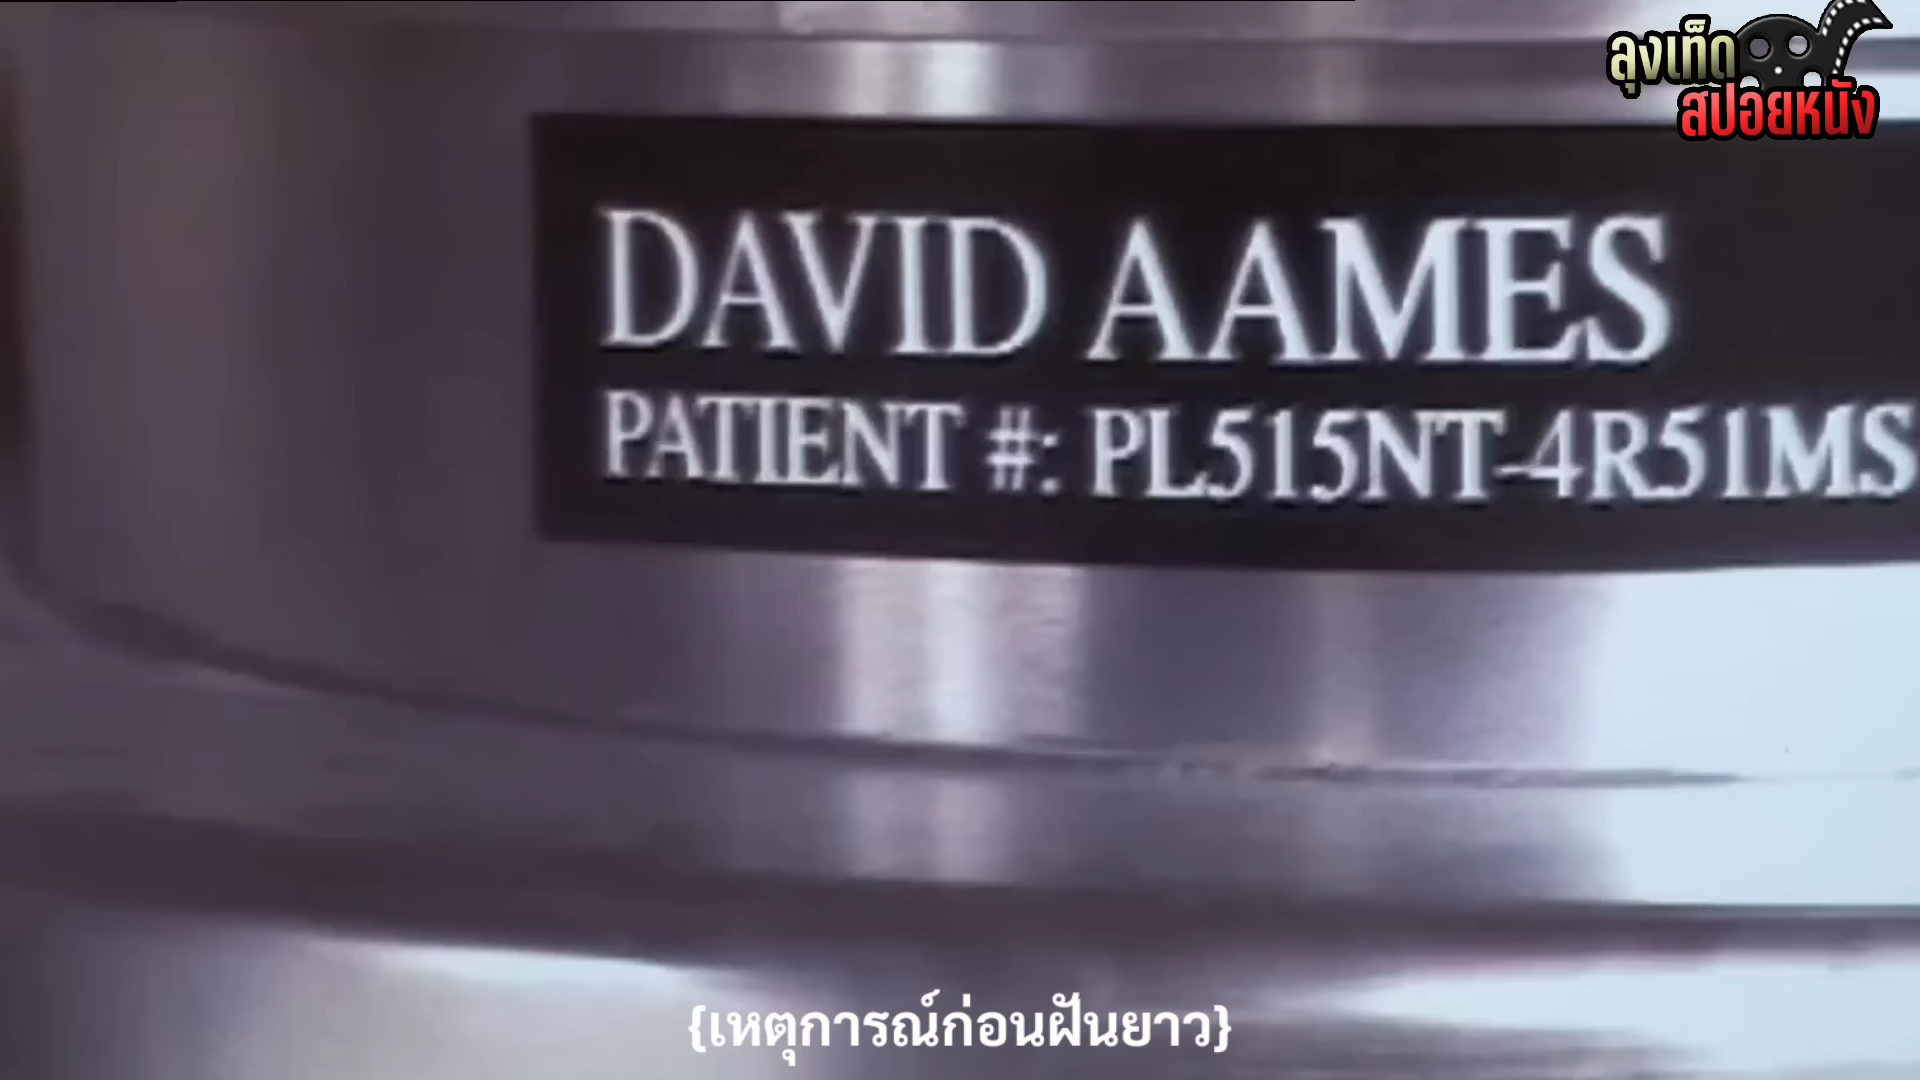 ลุงเท็ด
สปอยหนัง
DAVID AAMES
PATIENT #: PL515NT-4R51MS
{เหตุการณ์ก่อนฝันยาว}